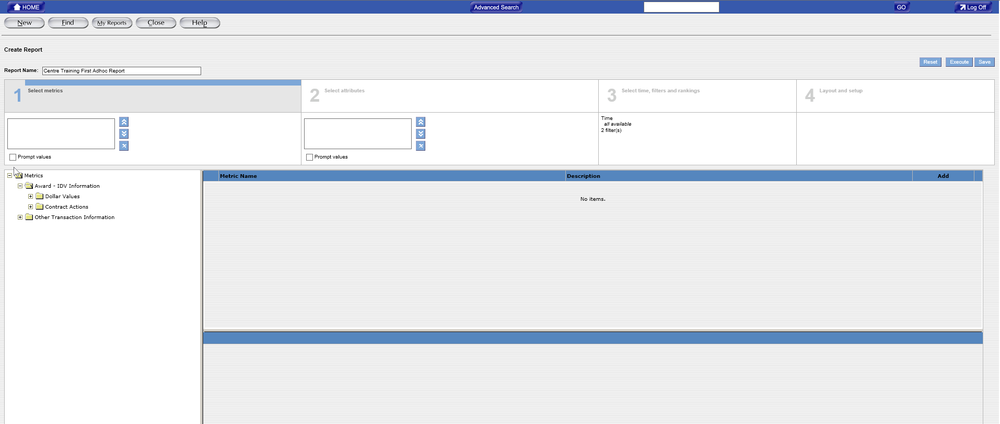 HOME Advanced Search GO Log Off
New Find My Reports Close Help
Create Report
Reset Execute Save
Report Name: Centre Training First Adhoc Report
1 Select metrics 2 Select attributes 3 Select time, filters and rankings 4 Layout and setup
Time
all available
2 filter(s)
Prompt values Prompt values
Metrics
Award - IDV Information
Dollar Values
Contract Actions
Other Transaction Information
Metric Name Description Add
No items.